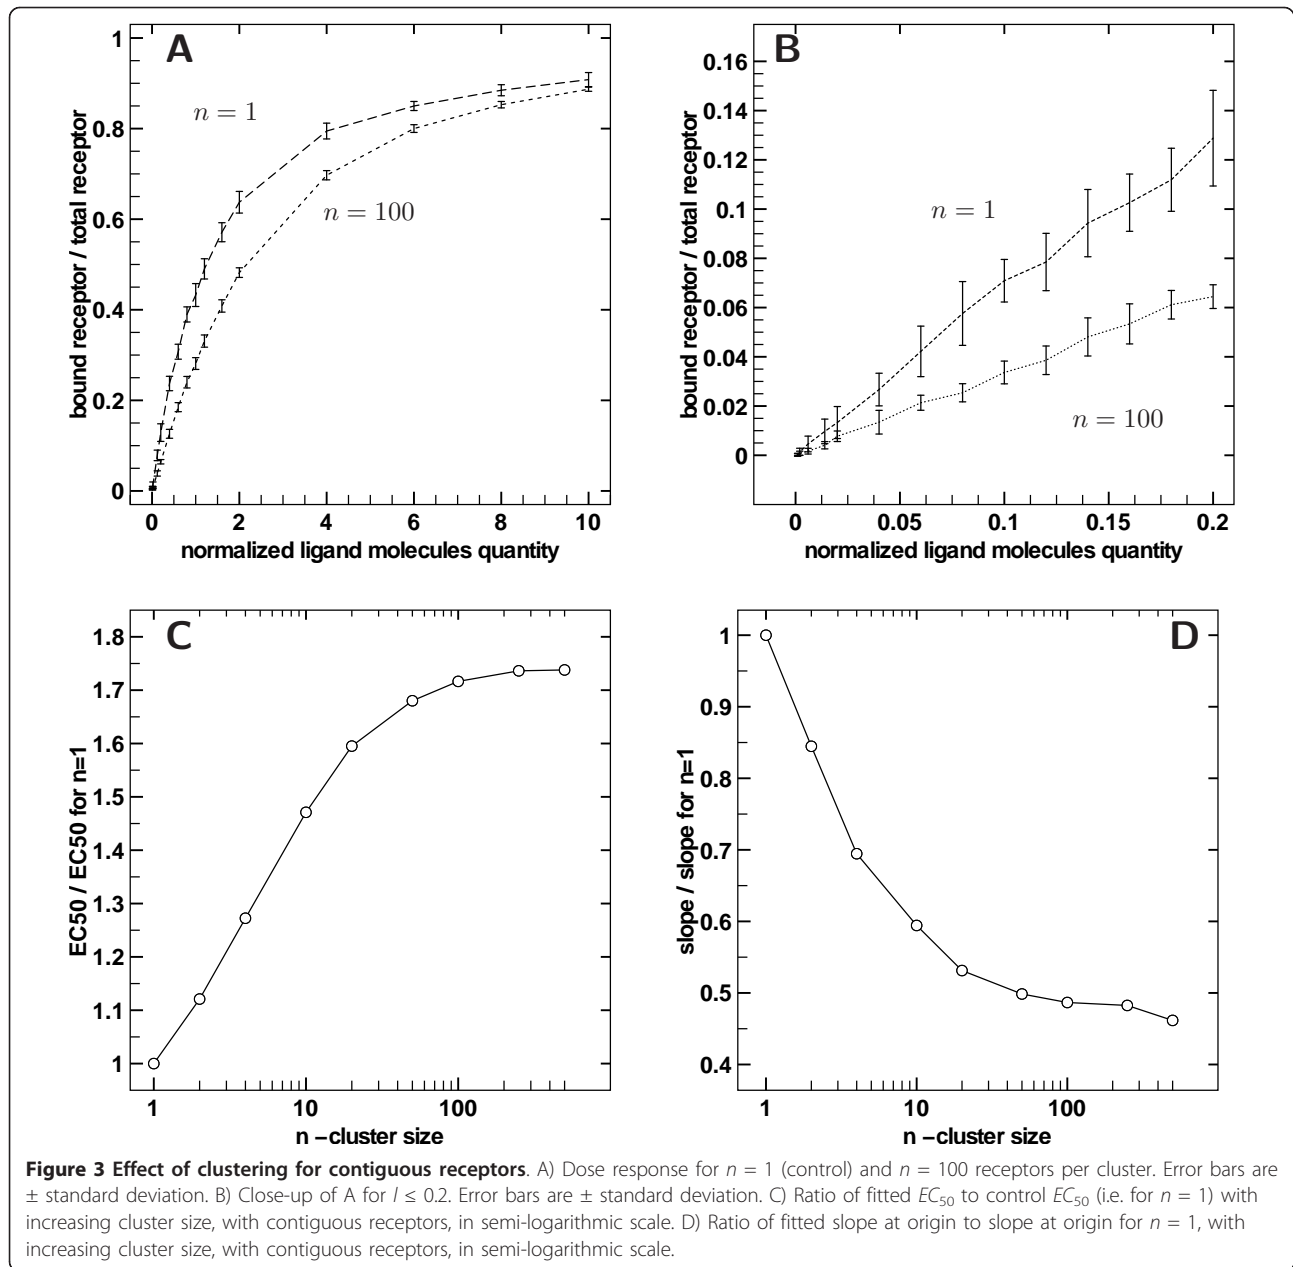 A
1
0.8
0.6
0.4
0.2
0
bound receptor / total receptor
n = 1
n = 100
0 2 4 6 8 10
normalized ligand molecules quantity
B
0.16
0.14
0.12
0.1
0.08
0.06
0.04
0.02
0
bound receptor / total receptor
n = 1
n = 100
0 0.05 0.1 0.15 0.2
normalized ligand molecules quantity
C
1.8
1.7
1.6
1.5
1.4
1.3
1.2
1.1
1
EC50 / EC50 for n=1
1 10 100
n −cluster size
D
1
0.9
0.8
0.7
0.6
0.5
0.4
slope / slope for n=1
1 10 100
n −cluster size
Figure 3 Effect of clustering for contiguous receptors. A) Dose response for n = 1 (control) and n = 100 receptors per cluster. Error bars are
± standard deviation. B) Close-up of A for l ≤ 0.2. Error bars are ± standard deviation. C) Ratio of fitted EC50 to control EC50 (i.e. for n = 1) with
increasing cluster size, with contiguous receptors, in semi-logarithmic scale. D) Ratio of fitted slope at origin to slope at origin for n = 1, with
increasing cluster size, with contiguous receptors, in semi-logarithmic scale.